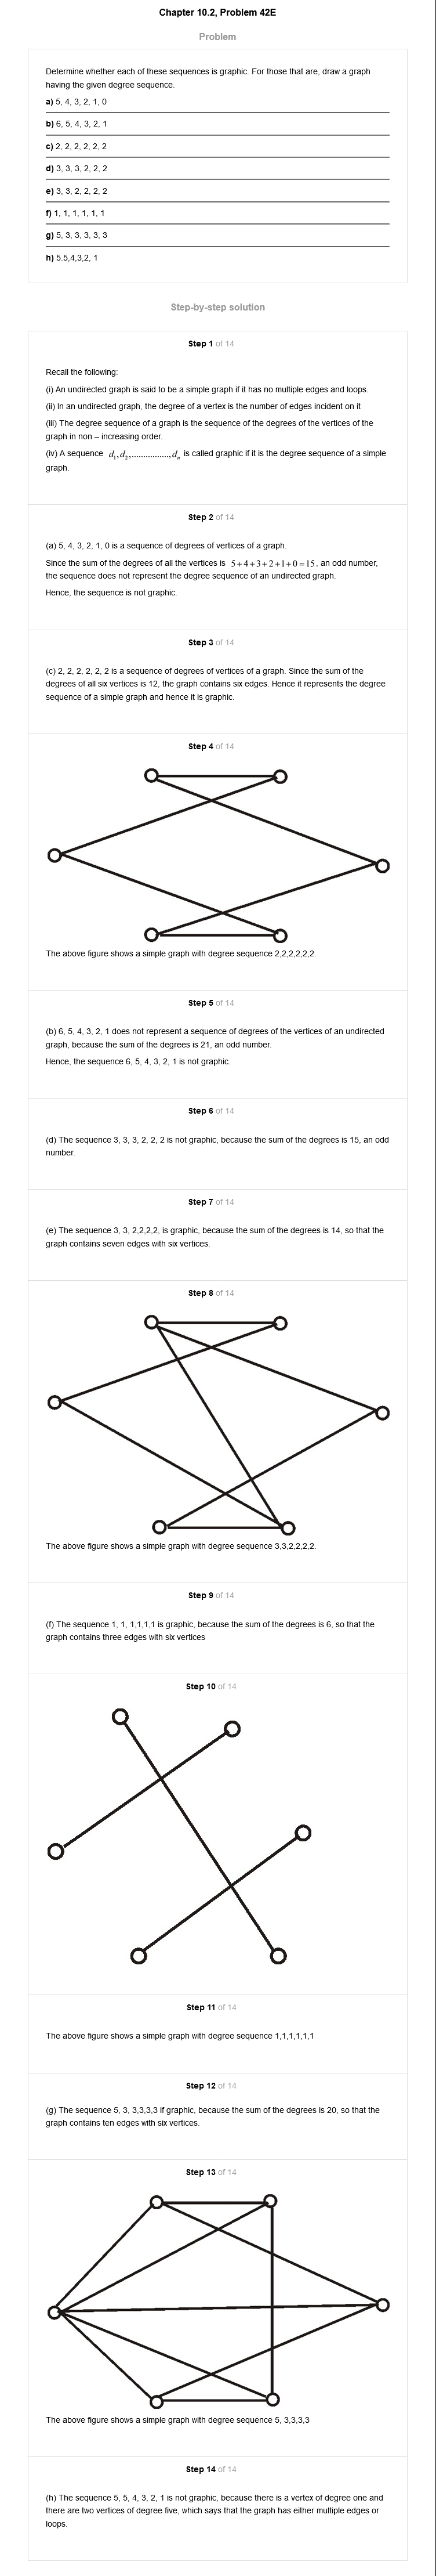 Chapter 10.2, Problem 42E
Problem
Determine whether each of these sequences is graphic. For those that are, draw a graph
having the given degree sequence.
a) 5, 4, 3, 2, 1, 0
b) 6, 5, 4, 3, 2, 1
c) 2, 2, 2, 2, 2, 2
d) 3, 3, 3, 2, 2, 2
e) 3, 3, 2, 2, 2, 2
f) 1, 1, 1, 1, 1, 1
g) 5, 3, 3, 3, 3, 3
h) 5.5,4,3,2, 1
Step-by-step solution
Step 1 of 14
Recall the following:
(i) An undirected graph is said to be a simple graph if it has no multiple edges and loops.
(ii) In an undirected graph, the degree of a vertex is the number of edges incident on it
(iii) The degree sequence of a graph is the sequence of the degrees of the vertices of the
graph in non – increasing order.
(iv) A sequence d₁,d₂,.................,dₙ is called graphic if it is the degree sequence of a simple
graph.
Step 2 of 14
(a) 5, 4, 3, 2, 1, 0 is a sequence of degrees of vertices of a graph.
Since the sum of the degrees of all the vertices is 5+4+3+2+1+0=15, an odd number,
the sequence does not represent the degree sequence of an undirected graph.
Hence, the sequence is not graphic.
Step 3 of 14
(c) 2, 2, 2, 2, 2, 2 is a sequence of degrees of vertices of a graph. Since the sum of the
degrees of all six vertices is 12, the graph contains six edges. Hence it represents the degree
sequence of a simple graph and hence it is graphic.
Step 4 of 14
The above figure shows a simple graph with degree sequence 2,2,2,2,2,2.
Step 5 of 14
(b) 6, 5, 4, 3, 2, 1 does not represent a sequence of degrees of the vertices of an undirected
graph, because the sum of the degrees is 21, an odd number.
Hence, the sequence 6, 5, 4, 3, 2, 1 is not graphic.
Step 6 of 14
(d) The sequence 3, 3, 3, 2, 2, 2 is not graphic, because the sum of the degrees is 15, an odd
number.
Step 7 of 14
(e) The sequence 3, 3, 2,2,2,2, is graphic, because the sum of the degrees is 14, so that the
graph contains seven edges with six vertices.
Step 8 of 14
The above figure shows a simple graph with degree sequence 3,3,2,2,2,2.
Step 9 of 14
(f) The sequence 1, 1, 1,1,1,1 is graphic, because the sum of the degrees is 6, so that the
graph contains three edges with six vertices
Step 10 of 14
Step 11 of 14
The above figure shows a simple graph with degree sequence 1,1,1,1,1,1
Step 12 of 14
(g) The sequence 5, 3, 3,3,3,3 if graphic, because the sum of the degrees is 20, so that the
graph contains ten edges with six vertices.
Step 13 of 14
The above figure shows a simple graph with degree sequence 5, 3,3,3,3
Step 14 of 14
(h) The sequence 5, 5, 4, 3, 2, 1 is not graphic, because there is a vertex of degree one and
there are two vertices of degree five, which says that the graph has either multiple edges or
loops.